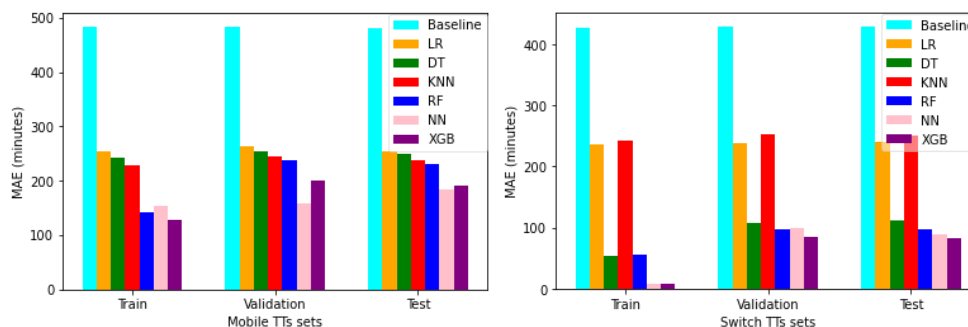 500
400
300
200
100
0
MAE (minutes)
Baseline
LR
DT
KNN
RF
NN
XGB
Train
Validation
Test
Mobile TTs sets
400
300
200
100
0
MAE (minutes)
Baseline
LR
DT
KNN
RF
NN
XGB
Train
Validation
Test
Switch TTs sets